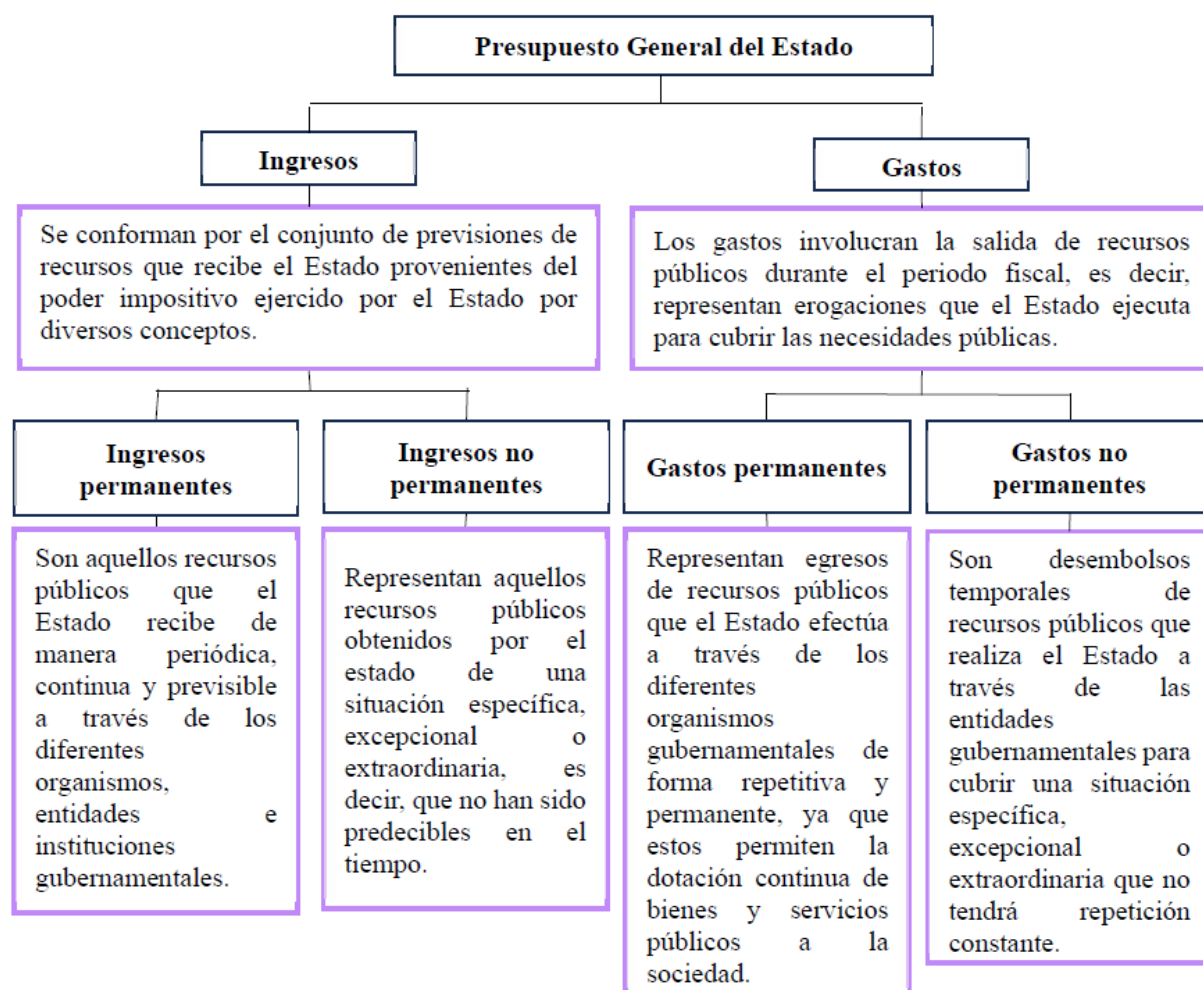 Presupuesto General del Estado
Ingresos
Gastos
Se conforman por el conjunto de previsiones de
recursos que recibe el Estado provenientes del
poder impositivo ejercido por el Estado por
diversos conceptos.
Los gastos involucran la salida de recursos
públicos durante el periodo fiscal, es decir,
representan erogaciones que el Estado ejecuta
para cubrir las necesidades públicas.
Ingresos
permanentes
Ingresos no
permanentes
Gastos permanentes
Gastos no
permanentes
Son aquellos recursos
públicos que el
Estado recibe de
manera periódica,
continua y previsible
a través de los
diferentes
organismos,
entidades e
instituciones
gubernamentales.
Representan aquellos
recursos públicos
obtenidos por el
estado de una
situación específica,
excepcional o
extraordinaria, es
decir, que no han sido
predecibles en el
tiempo.
Representan egresos
de recursos públicos
que el Estado efectúa
a través de los
diferentes
organismos
gubernamentales de
forma repetitiva y
permanente, ya que
estos permiten la
dotación continua de
bienes y servicios
públicos a la
sociedad.
Son desembolsos
temporales de
recursos públicos que
realiza el Estado a
través de las
entidades
gubernamentales para
cubrir una situación
específica,
excepcional o
extraordinaria que no
tendrá repetición
constante.